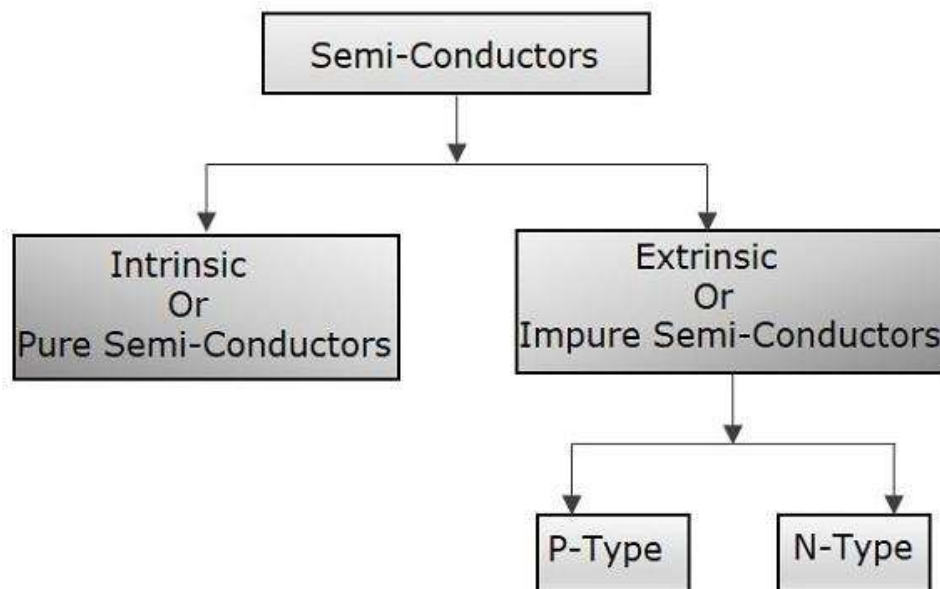 Semi-Conductors
Intrinsic
Or
Pure Semi-Conductors
Extrinsic
Or
Impure Semi-Conductors
P-Type
N-Type